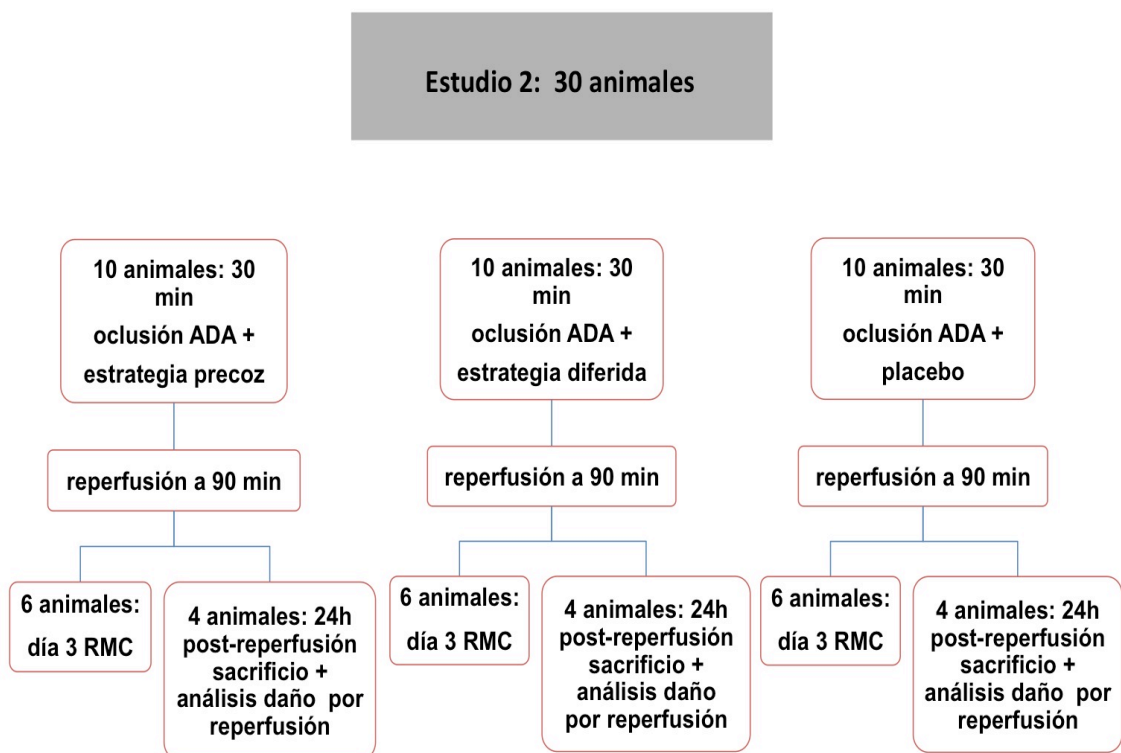 Estudio 2:  30 animales
10 animales: 30
min
oclusión ADA +
estrategia precoz
10 animales: 30
min
oclusión ADA +
estrategia diferida
10 animales: 30
min
oclusión ADA +
placebo
reperfusión a 90 min
reperfusión a 90 min
reperfusión a 90 min
6 animales:
día 3 RMC
4 animales: 24h
post-reperfusión
sacrificio +
análisis daño  por
reperfusión
6 animales:
día 3 RMC
4 animales: 24h
post-reperfusión
sacrificio +
análisis daño
por reperfusión
6 animales:
día 3 RMC
4 animales: 24h
post-reperfusión
sacrificio +
análisis daño  por
reperfusión